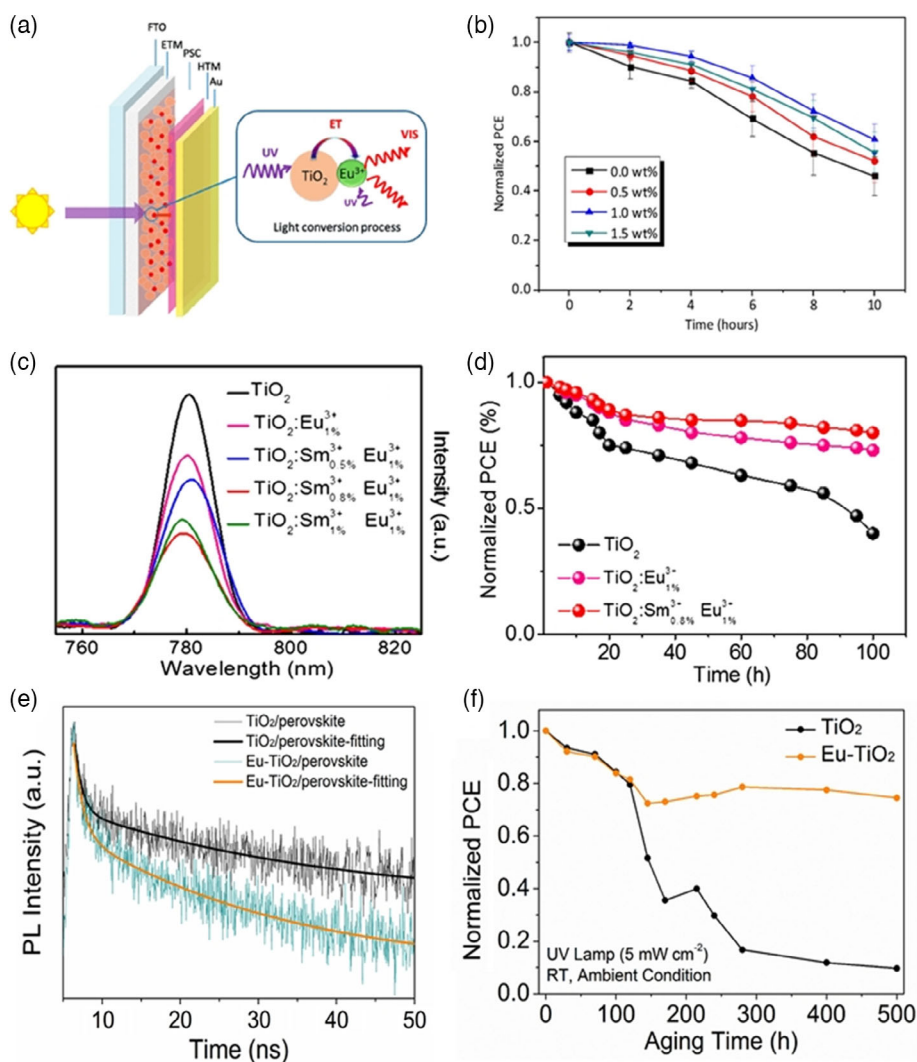 (a)
FTO
ETM
PSC
HTM
Au
UV
ET
VIS
TiO₂
Eu³⁺
UV
Light conversion process
(b)
Normalized PCE
1.0
0.8
0.6
0.4
0.2
0.0
0.0 wt%
0.5 wt%
1.0 wt%
1.5 wt%
0 2 4 6 8 10
Time (hours)
(c)
TiO₂
TiO₂:Eu³⁺1%
TiO₂:Sm³⁺0.5% Eu³⁺1%
TiO₂:Sm³⁺0.8% Eu³⁺1%
TiO₂:Sm³⁺1% Eu³⁺1%
Intensity (a.u.)
760 780 800 820
Wavelength (nm)
(d)
Normalized PCE (%)
1.0
0.5
0.0
TiO₂
TiO₂:Eu³⁻1%
TiO₂:Sm³⁻0.8% Eu³⁻1%
20 40 60 80 100
Time (h)
(e)
PL Intensity (a.u.)
TiO₂/perovskite
TiO₂/perovskite-fitting
Eu-TiO₂/perovskite
Eu-TiO₂/perovskite-fitting
10 20 30 40 50
Time (ns)
(f)
Normalized PCE
1.0
0.8
0.6
0.4
0.2
0.0
TiO₂
Eu-TiO₂
UV Lamp (5 mW cm⁻²)
RT, Ambient Condition
0 100 200 300 400 500
Aging Time (h)